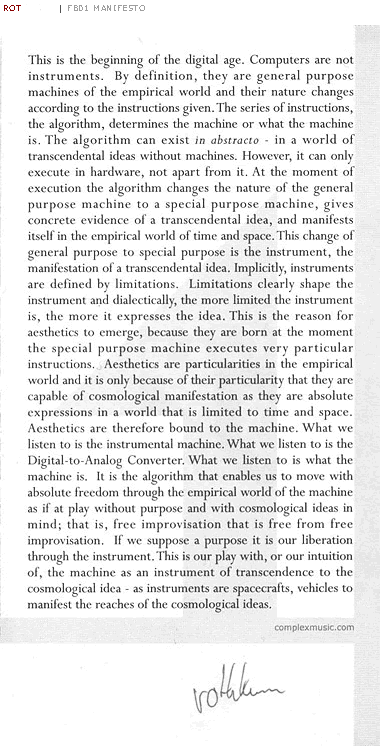 ROT | FBD1 MANIFESTO
This is the beginning of the digital age. Computers are not
instruments. By definition, they are general purpose
machines of the empirical world and their nature changes
according to the instructions given. The series of instructions,
the algorithm, determines the machine or what the machine
is. The algorithm can exist in abstracto - in a world of
transcendental ideas without machines. However, it can only
execute in hardware, not apart from it. At the moment of
execution the algorithm changes the nature of the general
purpose machine to a special purpose machine, gives
concrete evidence of a transcendental idea, and manifests
itself in the empirical world of time and space. This change of
general purpose to special purpose is the instrument, the
manifestation of a transcendental idea. Implicitly, instruments
are defined by limitations. Limitations clearly shape the
instrument and dialectically, the more limited the instrument
is, the more it expresses the idea. This is the reason for
aesthetics to emerge, because they are born at the moment
the special purpose machine executes very particular
instructions. Aesthetics are particularities in the empirical
world and it is only because of their particularity that they are
capable of cosmological manifestation as they are absolute
expressions in a world that is limited to time and space.
Aesthetics are therefore bound to the machine. What we
listen to is the instrumental machine. What we listen to is the
Digital-to-Analog Converter. What we listen to is what the
machine is. It is the algorithm that enables us to move with
absolute freedom through the empirical world of the machine
as if at play without purpose and with cosmological ideas in
mind; that is, free improvisation that is free from free
improvisation. If we suppose a purpose it is our liberation
through the instrument. This is our play with, or our intuition
of, the machine as an instrument of transcendence to the
cosmological idea - as instruments are spacecrafts, vehicles to
manifest the reaches of the cosmological ideas.
complexmusic.com